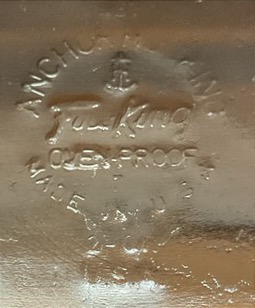 ANCHOR HOCKING
Fire-King
OVEN-PROOF
MADE IN U.S.A.